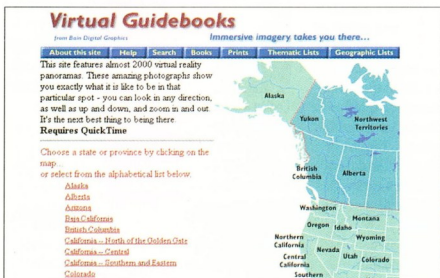 Virtual Guidebooks
from Bain Digital Graphics
Immersive imagery takes you there...
About this site
Help
Search
Books
Prints
Thematic Lists
Geographic Lists
This site features almost 2000 virtual reality
panoramas. These amazing photographs show
you exactly what it is like to be in that
particular spot - you can look in any direction,
as well as up and down, and zoom in and out.
It's the next best thing to being there.
Requires QuickTime
Choose a state or province by clicking on the
map...
or select from the alphabetical list below.
Alaska
Alberta
Arizona
Baja California
British Columbia
California -- North of the Golden Gate
California -- Central
California -- Southern and Eastern
Colorado
Alaska
Yukon
Northwest
Territories
British
Columbia
Alberta
Washington
Montana
Oregon
Idaho
Wyoming
Northern
California
Nevada
Utah
Colorado
Central
California
Southern